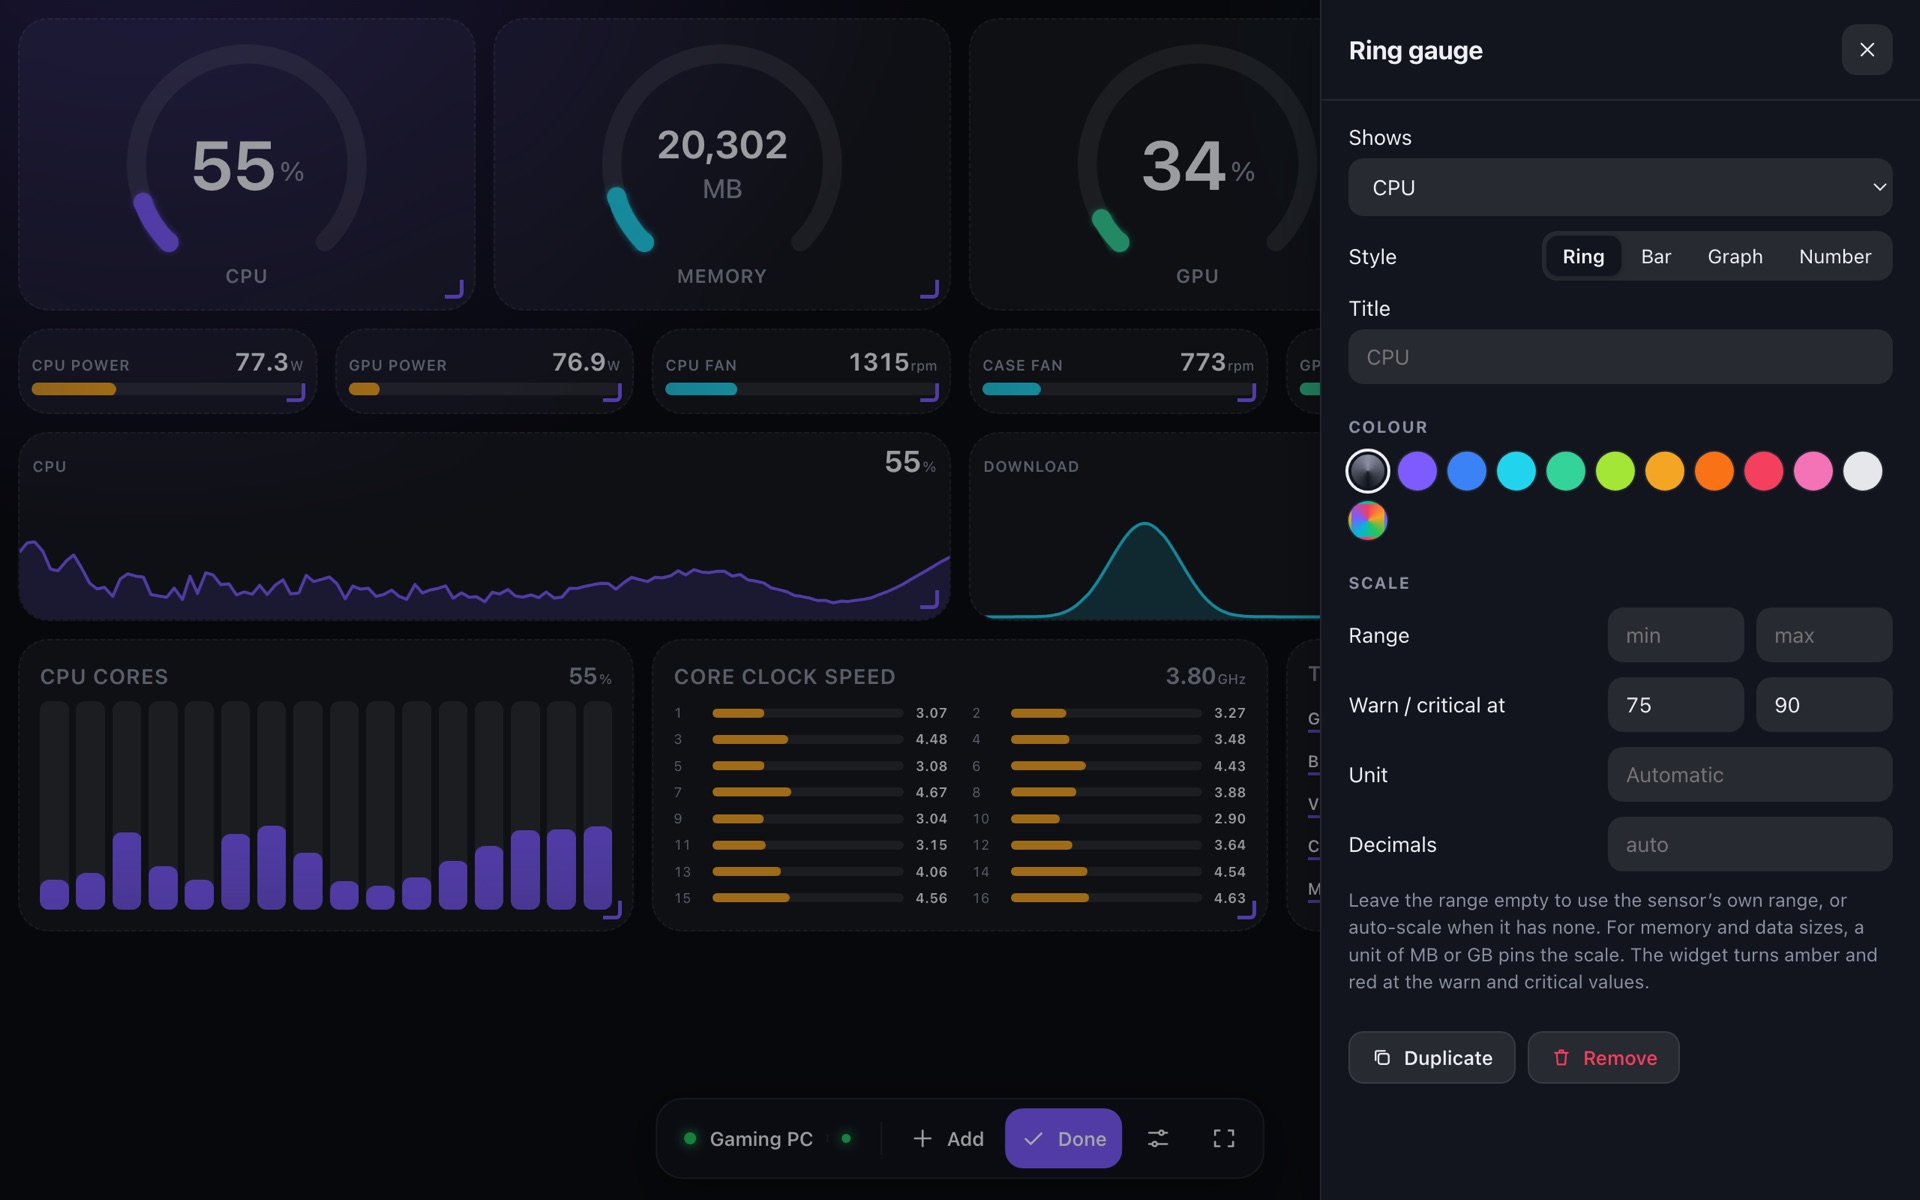 55%
CPU
20,302
MB
MEMORY
34%
GPU
CPU POWER 77.3W
GPU POWER 76.9W
CPU FAN 1315rpm
CASE FAN 773rpm
GP
CPU 55%
DOWNLOAD
CPU CORES 55%
CORE CLOCK SPEED 3.80GHz
1 3.07 2 3.27
3 4.48 4 3.48
5 3.08 6 4.43
7 4.67 8 3.88
9 3.04 10 2.90
11 3.15 12 3.64
13 4.06 14 4.54
15 4.56 16 4.63
T
G
B
V
C
M
Gaming PC
Add
Done
Ring gauge
Shows
CPU
Style Ring Bar Graph Number
Title
CPU
COLOUR
SCALE
Range min max
Warn / critical at 75 90
Unit Automatic
Decimals auto
Leave the range empty to use the sensor’s own range, or
auto-scale when it has none. For memory and data sizes, a
unit of MB or GB pins the scale. The widget turns amber and
red at the warn and critical values.
Duplicate Remove